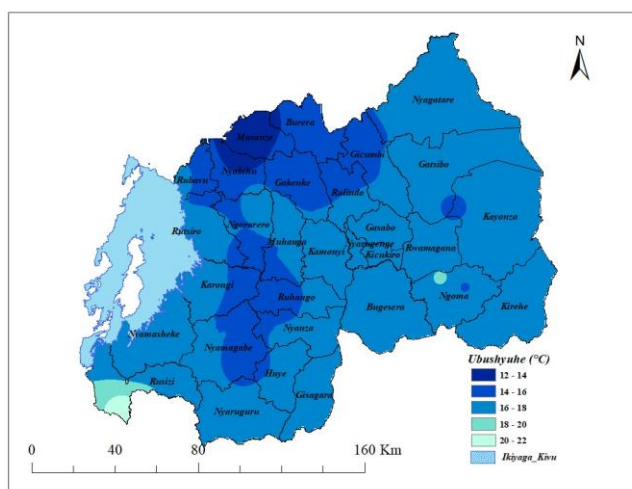 N
Nyagatare
Burera
Musanze
Gicumbi
Gatsibo
Nyabihu
Rubavu
Gakenke
Rulindo
Kayonza
Ngororero
Rutsiro
Gasabo
Muhanga
Nyarugenge
Rwamagana
Kamonyi
Kicukiro
Karongi
Ruhango
Bugesera
Ngoma
Kirehe
Nyamasheke
Nyanza
Nyamagabe
Rusizi
Huye
Gisagara
Nyaruguru
Ubushyuhe (°C)
12 - 14
14 - 16
16 - 18
18 - 20
20 - 22
Ikiyaga_Kivu
0 40 80 160 Km